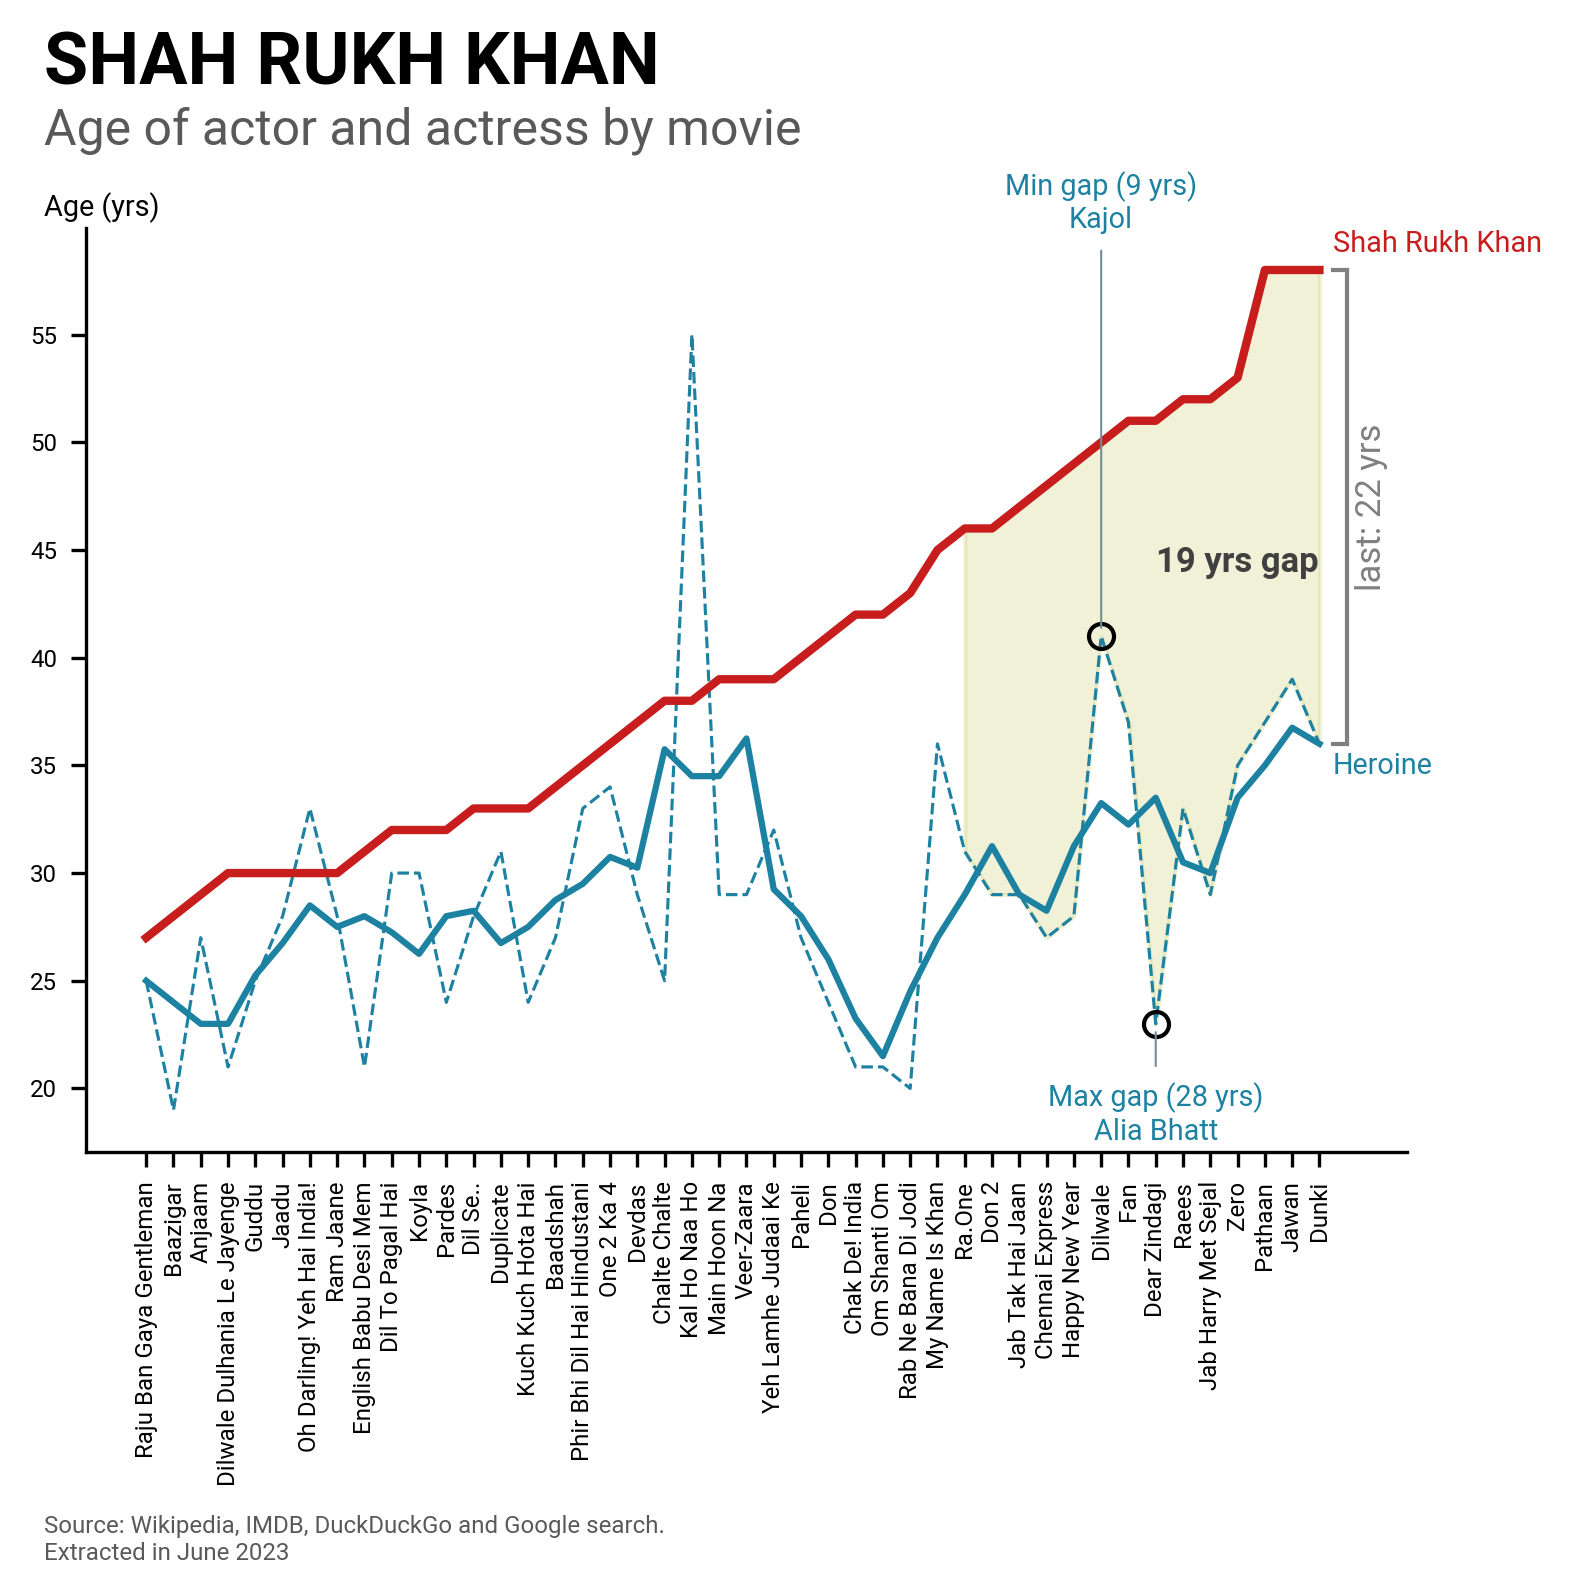 SHAH RUKH KHAN
Age of actor and actress by movie
Min gap (9 yrs)
Kajol
Age (yrs)
Shah Rukh Khan
55
50
45
40
35
30
25
20
19 yrs gap
last: 22 yrs
Heroine
Max gap (28 yrs)
Alia Bhatt
Raju Ban Gaya Gentleman
Baazigar
Anjaam
Dilwale Dulhania Le Jayenge
Guddu
Jaadu
Oh Darling! Yeh Hai India!
Ram Jaane
English Babu Desi Mem
Dil To Pagal Hai
Koyla
Pardes
Dil Se..
Duplicate
Kuch Kuch Hota Hai
Baadshah
Phir Bhi Dil Hai Hindustani
One 2 Ka 4
Devdas
Chalte Chalte
Kal Ho Naa Ho
Main Hoon Na
Veer-Zaara
Yeh Lamhe Judaai Ke
Paheli
Don
Chak De! India
Om Shanti Om
Rab Ne Bana Di Jodi
My Name Is Khan
Ra.One
Don 2
Jab Tak Hai Jaan
Chennai Express
Happy New Year
Dilwale
Fan
Dear Zindagi
Raees
Jab Harry Met Sejal
Zero
Pathaan
Jawan
Dunki
Source: Wikipedia, IMDB, DuckDuckGo and Google search.
Extracted in June 2023